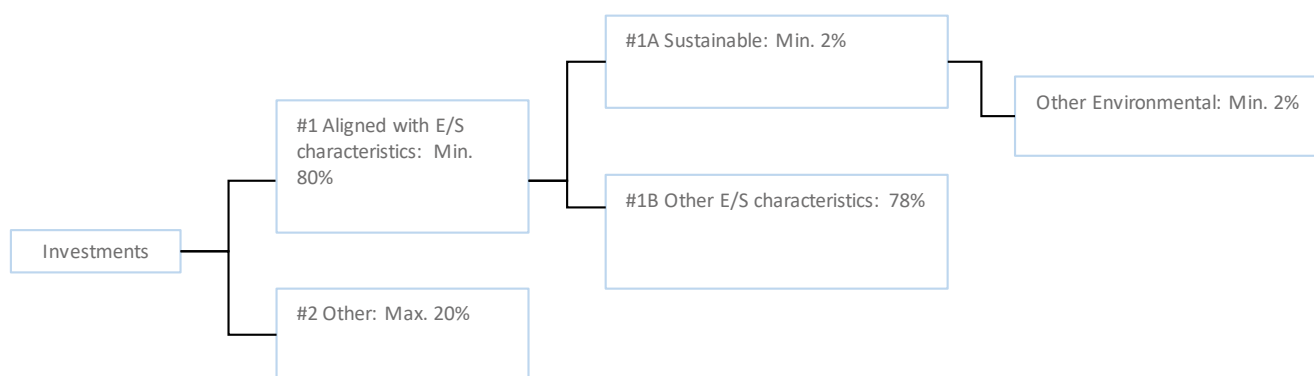 Investments
#1 Aligned with E/S
characteristics:  Min.
80%
#2 Other: Max. 20%
#1A Sustainable: Min. 2%
#1B Other E/S characteristics:  78%
Other Environmental: Min. 2%